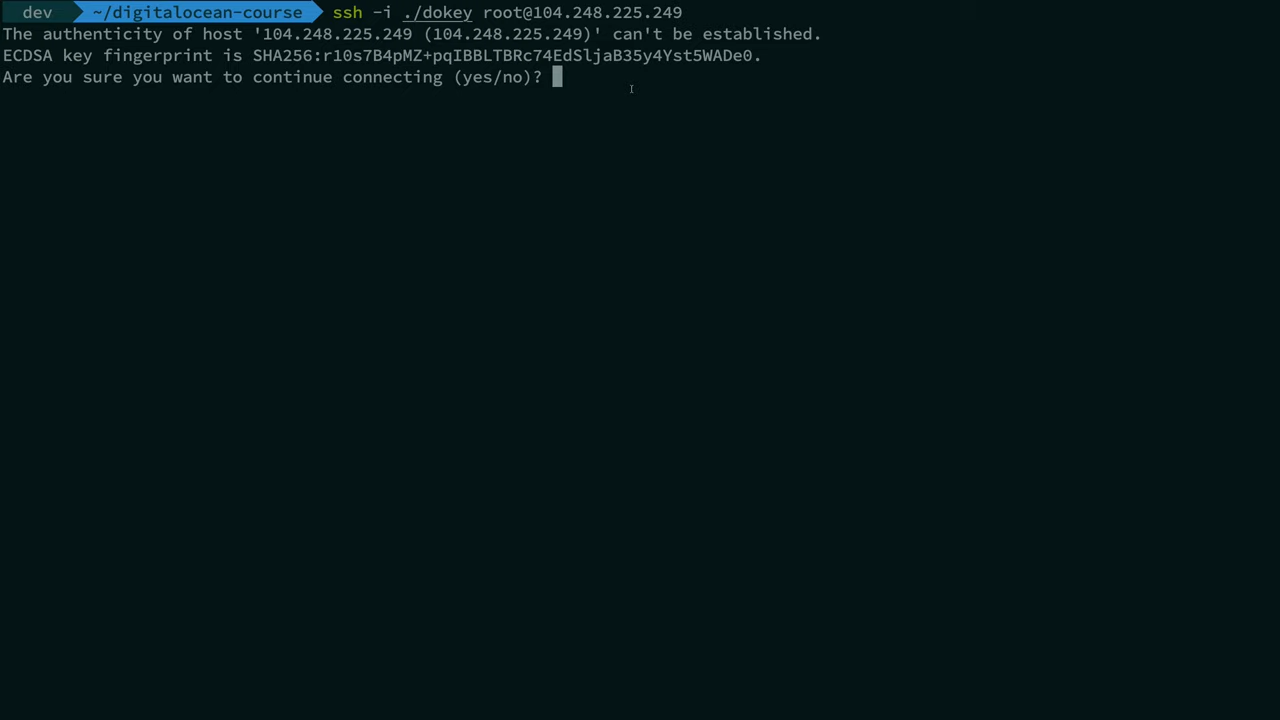 dev ~/digitalocean-course ssh -i ./dokey root@104.248.225.249
The authenticity of host '104.248.225.249 (104.248.225.249)' can't be established.
ECDSA key fingerprint is SHA256:r10s7B4pMZ+pqIBBLTBRc74EdSljaB35y4Yst5WADe0.
Are you sure you want to continue connecting (yes/no)?